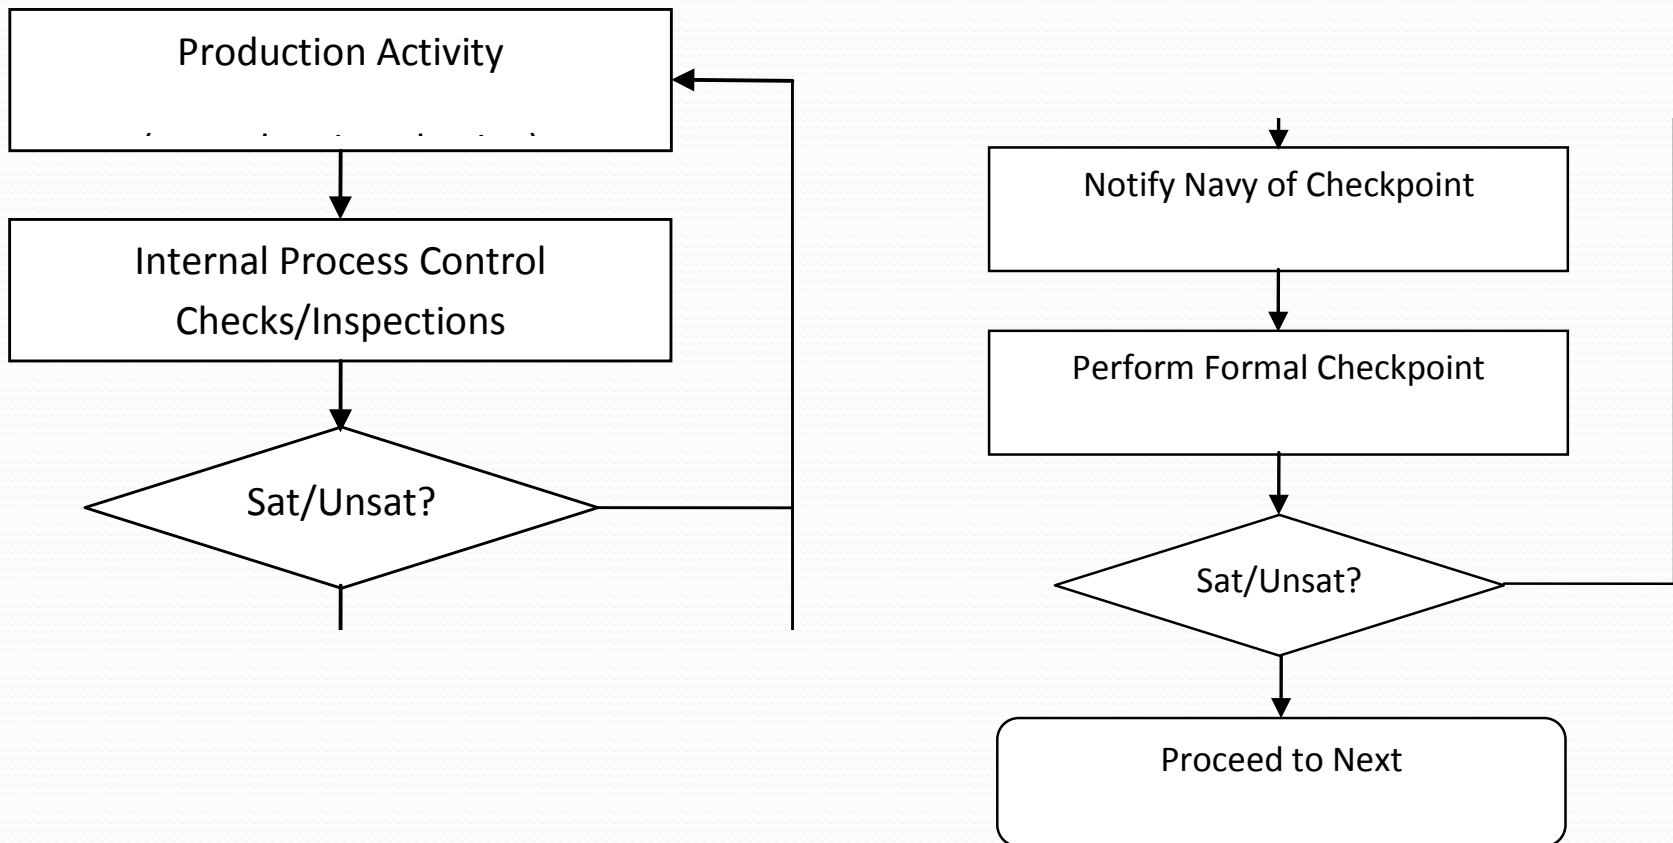 Production Activity
Internal Process Control
Checks/Inspections
Sat/Unsat?
Notify Navy of Checkpoint
Perform Formal Checkpoint
Sat/Unsat?
Proceed to Next